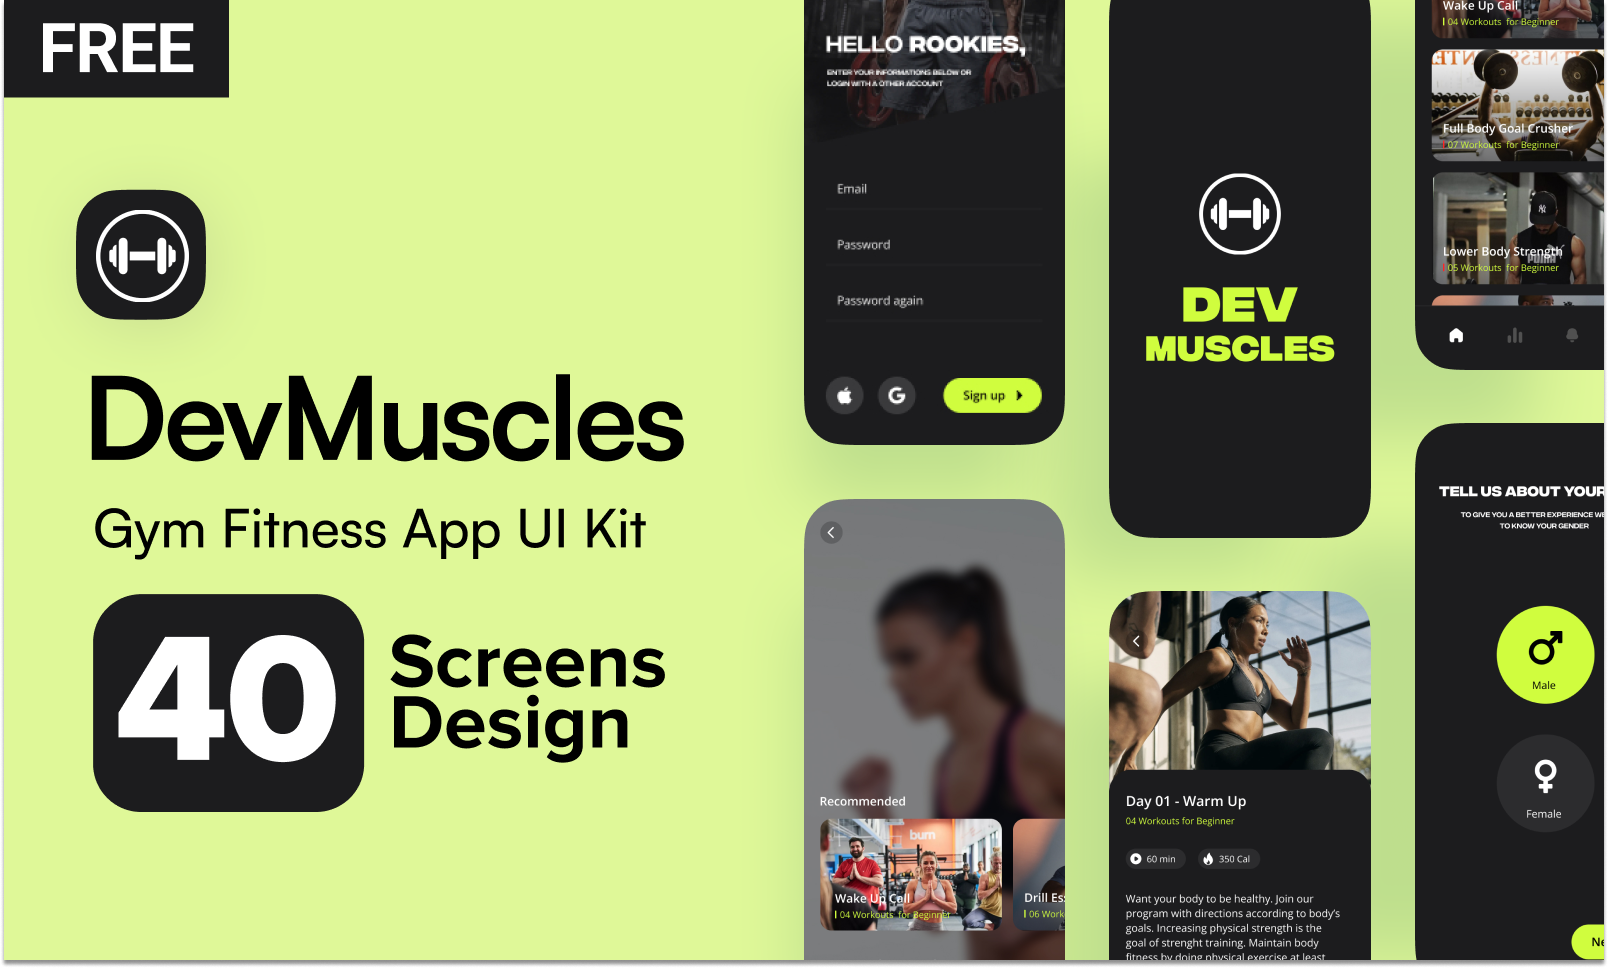 FREE
DevMuscles
Gym Fitness App UI Kit
40
Screens
Design
HELLO ROOKIES,
ENTER YOUR INFORMATIONS BELOW OR
LOGIN WITH A OTHER ACCOUNT
Email
Password
Password again
Sign up
Recommended
bum
Wake Up Call
04 Workouts for Beginner
Drill Es
06 Work
DEV
MUSCLES
Day 01 - Warm Up
04 Workouts for Beginner
60 min
350 Cal
Want your body to be healthy. Join our
program with directions according to body's
goals. Increasing physical strength is the
goal of strenght training. Maintain body
fitness by doing physical exercise at least
Wake Up Call
04 Workouts for Beginner
Full Body Goal Crusher
07 Workouts for Beginner
Lower Body Strength
05 Workouts for Beginner
TELL US ABOUT YOUR
TO GIVE YOU A BETTER EXPERIENCE WE
TO KNOW YOUR GENDER
Male
Female
Ne